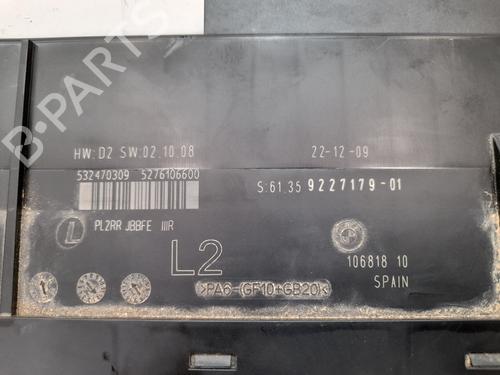 B-PARTS
HW:D2 SW:02.10.08
22-12-09
532470309 5276106600
S:61.35 9227179-01
PL2RR JBBFE IIIR
L2
106818 10
SPAIN
>PA6-(GF10+GB20)<